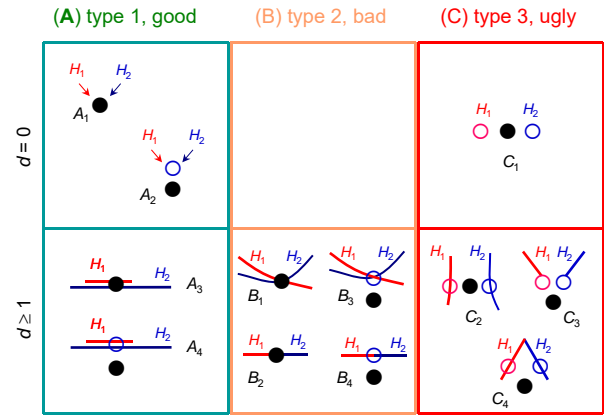 (A) type 1, good
(B) type 2, bad
(C) type 3, ugly
d = 0
H₁ H₂
A₁
H₁ H₂
A₂
H₁ H₂
C₁
d ≥ 1
H₁
H₂ A₃
H₁
H₂ A₄
H₁ H₂
B₁
H₁ H₂
B₃
H₁ H₂
B₂
H₁ H₂
B₄
H₁ H₂
C₂
H₁ H₂
C₃
H₁ H₂
C₄